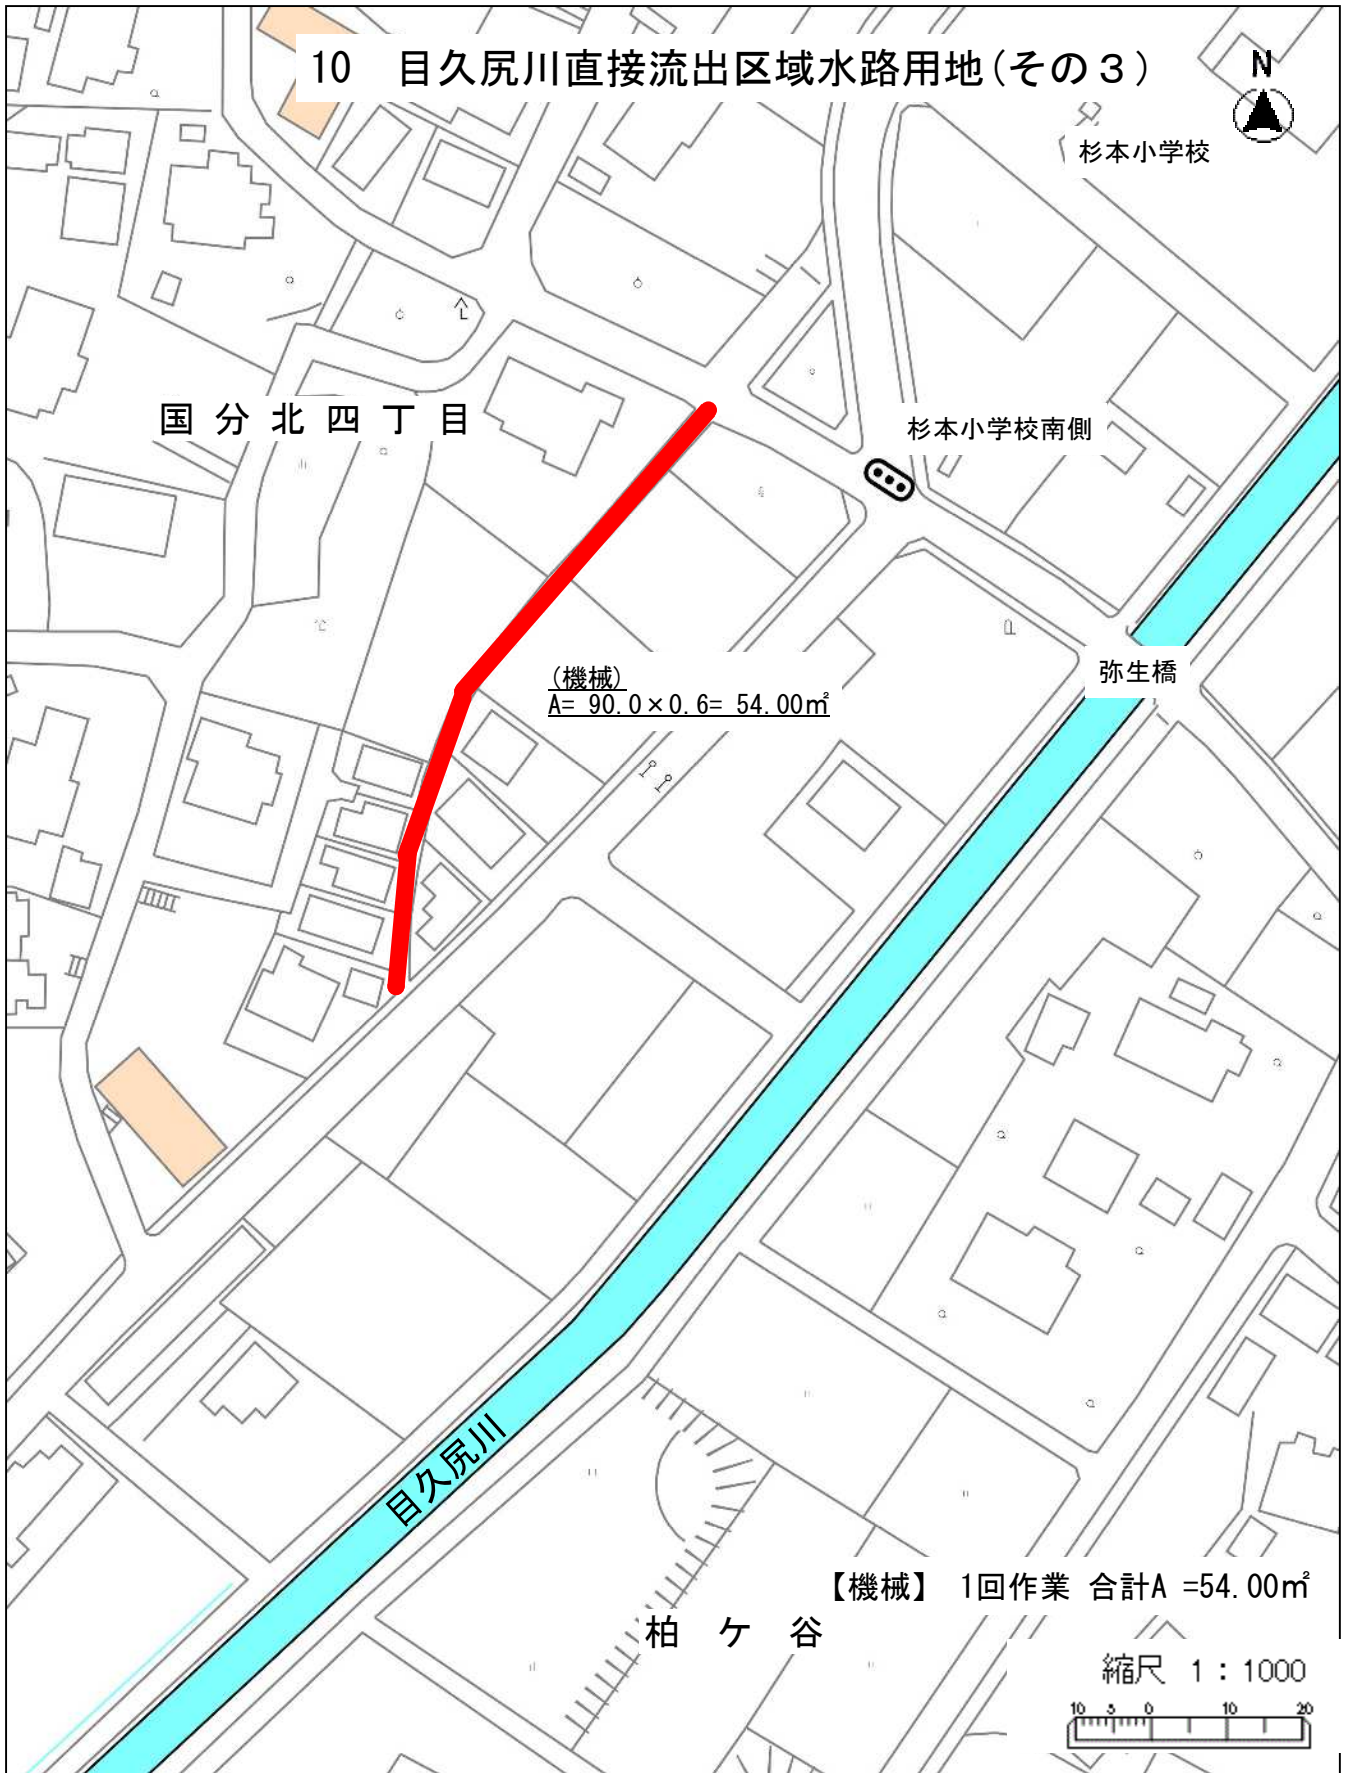 10　目久尻川直接流出区域水路用地(その３)
N
杉本小学校
国分北四丁目
杉本小学校南側
弥生橋
(機械)
A= 90.0×0.6= 54.00㎡
目久尻川
【機械】 1回作業 合計A =54.00㎡
柏ケ谷
縮尺 1：1000
10 5 0 10 20